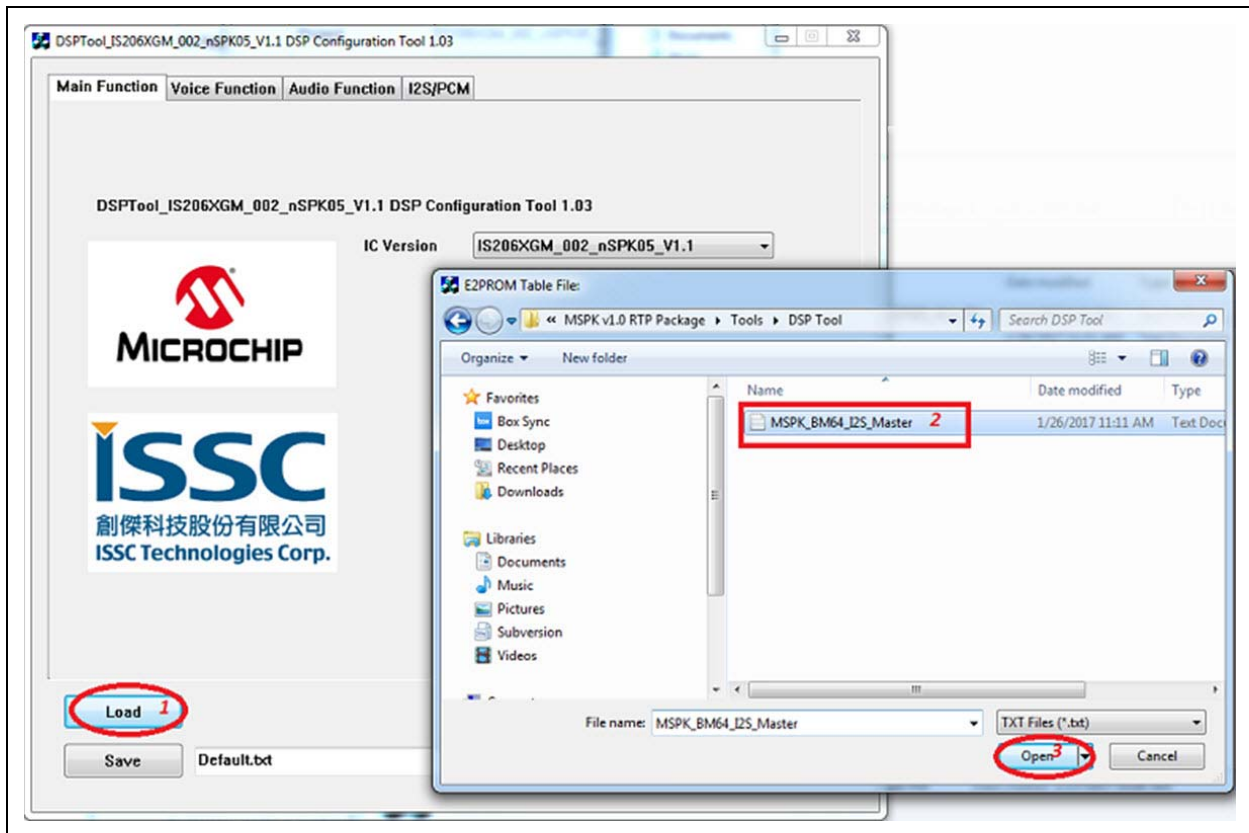 DSPTool_IS206XGM_002_nSPK05_V1.1 DSP Configuration Tool 1.03
Main Function Voice Function Audio Function I2S/PCM
DSPTool_IS206XGM_002_nSPK05_V1.1 DSP Configuration Tool 1.03
IC Version IS206XGM_002_nSPK05_V1.1
MICROCHIP
ISSC
創傑科技股份有限公司
ISSC Technologies Corp.
Load 1
Save Default.txt
E2PROM Table File:
« MSPK v1.0 RTP Package Tools DSP Tool Search DSP Tool
Organize New folder
Name Date modified Type
Favorites
Box Sync
Desktop
Recent Places
Downloads
Libraries
Documents
Music
Pictures
Subversion
Videos
MSPK_BM64_I2S_Master 2 1/26/2017 11:11 AM Text Doc
File name: MSPK_BM64_I2S_Master TXT Files (*.txt)
Open 3 Cancel